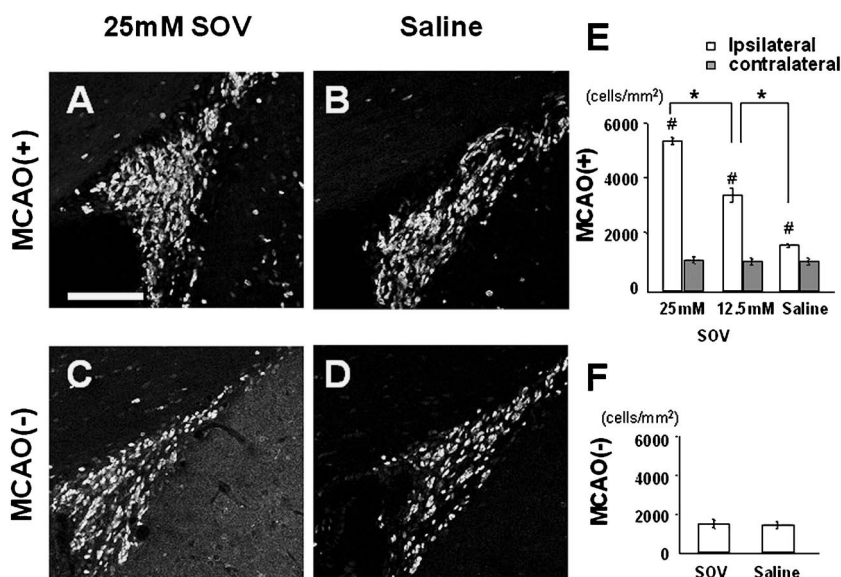 25mM SOV
Saline
MCAO(+)
A
B
MCAO(-)
C
D
E
Ipsilateral
contralateral
(cells/mm²)
* *
# # #
MCAO(+)
6000
4000
2000
0
25mM 12.5mM Saline
SOV
F
(cells/mm²)
MCAO(-)
6000
4000
2000
0
SOV Saline